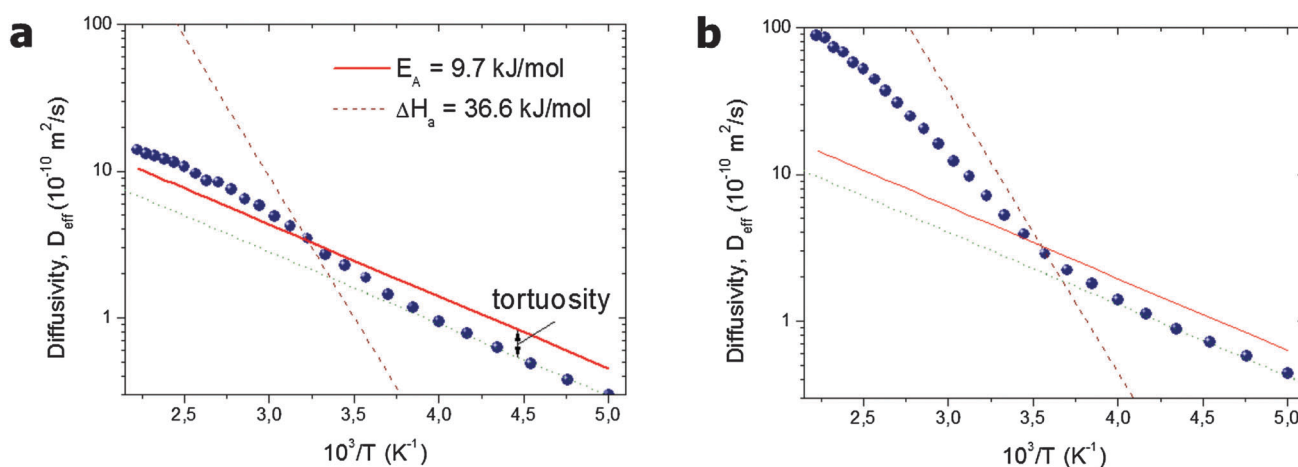 a
100
10
1
Diffusivity, D_eff (10^-10 m^2/s)
E_A = 9.7 kJ/mol
ΔH_a = 36.6 kJ/mol
tortuosity
2,5 3,0 3,5 4,0 4,5 5,0
10^3/T (K^-1)
b
100
10
1
Diffusivity, D_eff (10^-10 m^2/s)
2,5 3,0 3,5 4,0 4,5 5,0
10^3/T (K^-1)